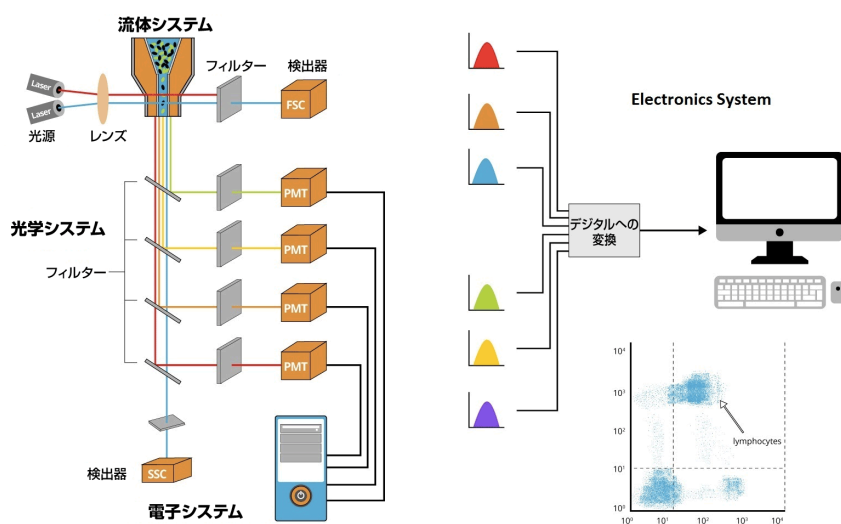 流体システム
フィルター
検出器
Laser
Laser
FSC
光源
レンズ
PMT
光学システム
PMT
フィルター
PMT
PMT
検出器
SSC
電子システム
Electronics System
デジタルへの
変換
10⁴
10³
10²
10¹
10⁰
lymphocytes
10⁰
10¹
10²
10³
10⁴